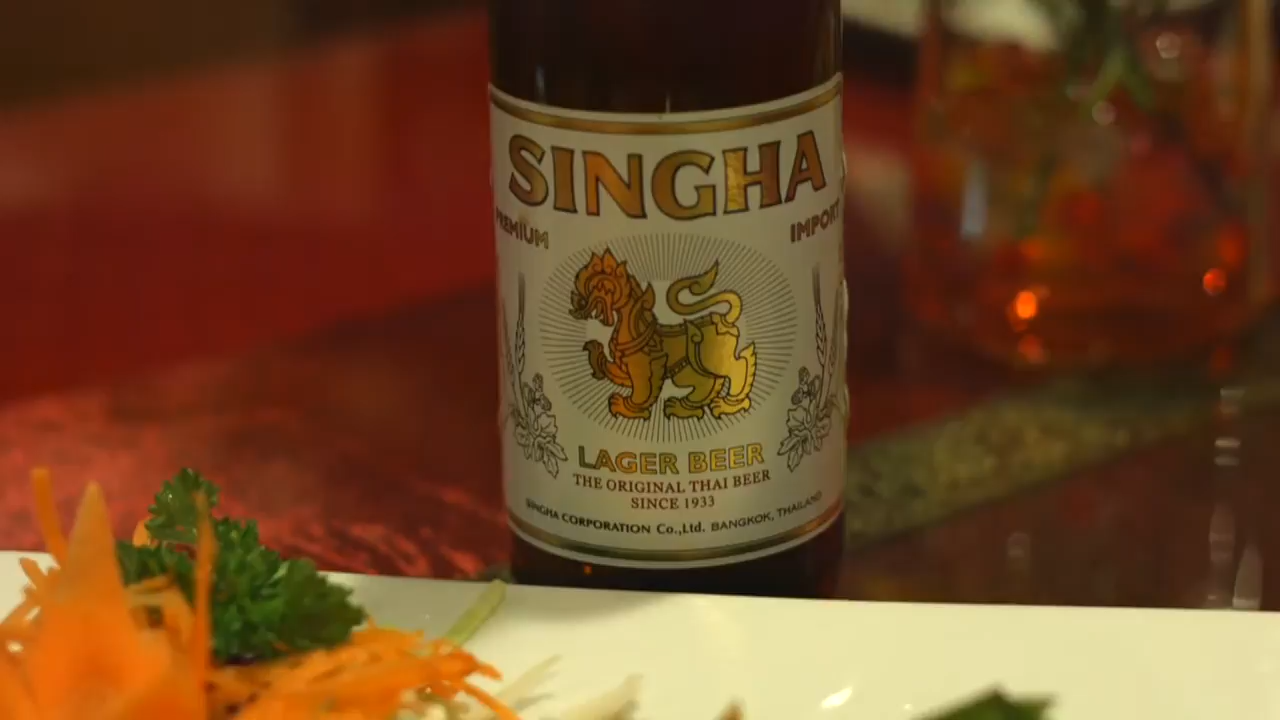 SINGHA
PREMIUM IMPORT
LAGER BEER
THE ORIGINAL THAI BEER
SINCE 1933
SINGHA CORPORATION Co.,Ltd. BANGKOK, THAILAND